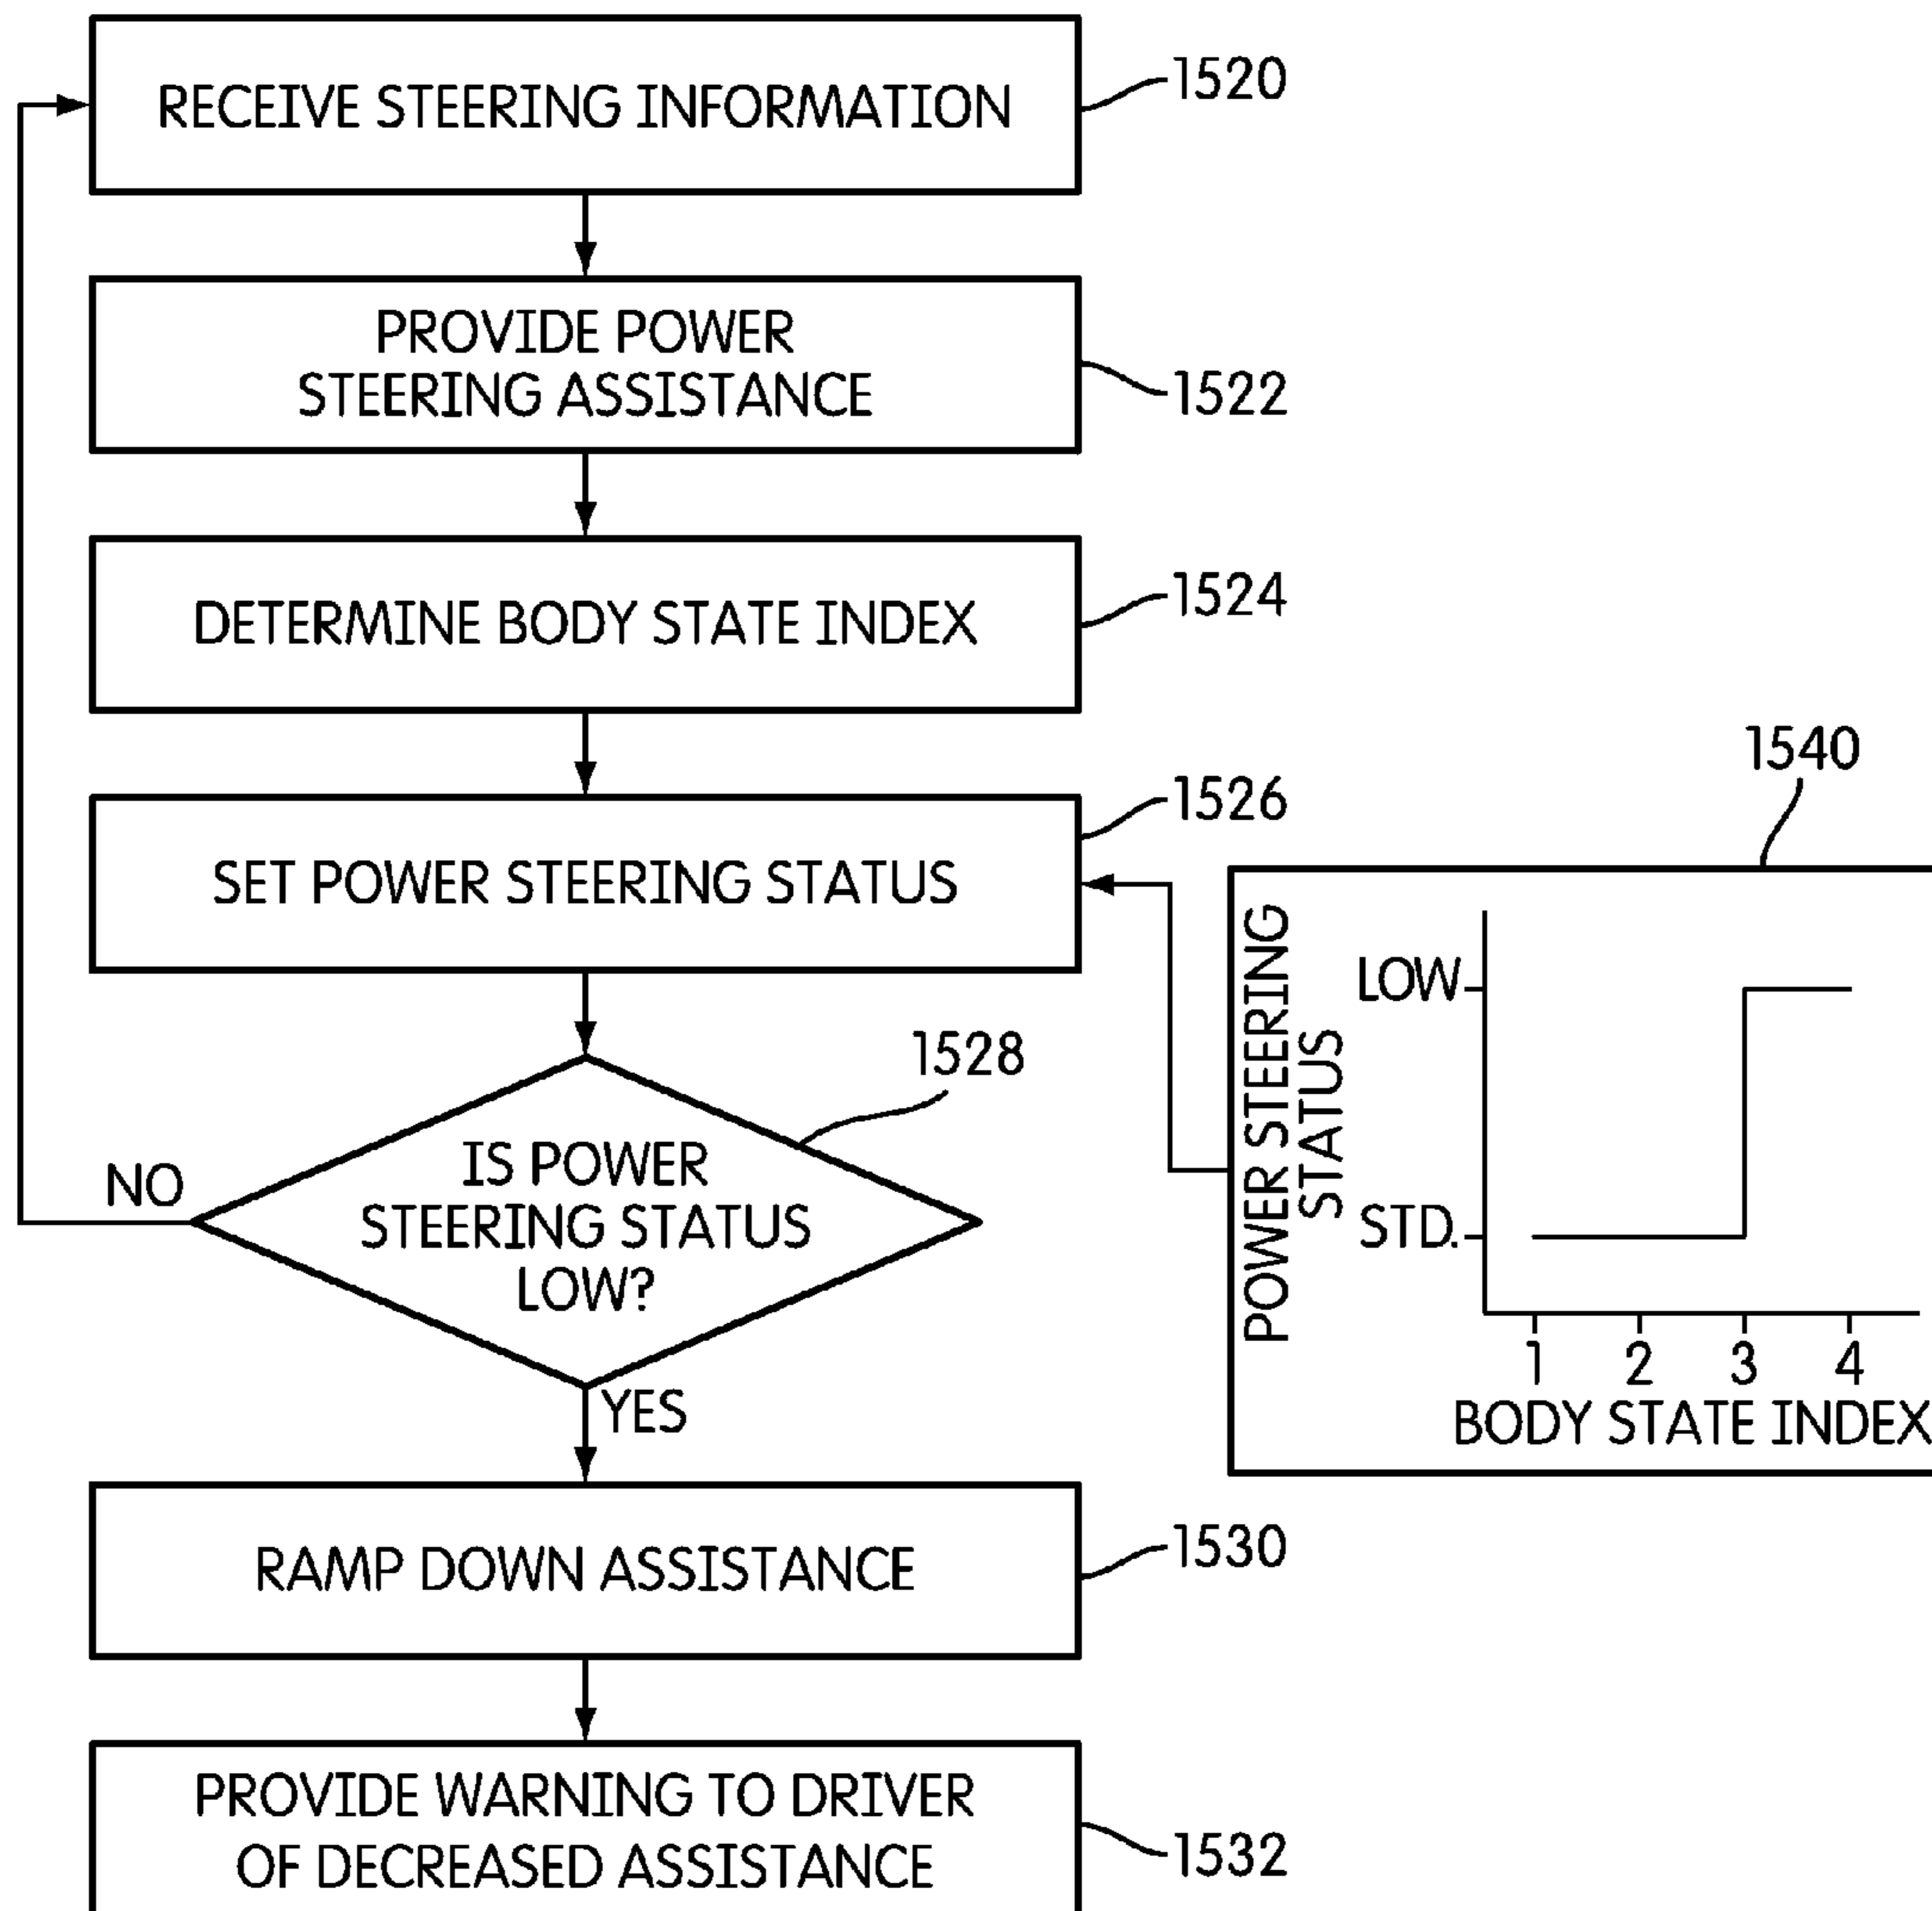 RECEIVE STEERING INFORMATION
1520
PROVIDE POWER
STEERING ASSISTANCE
1522
DETERMINE BODY STATE INDEX
1524
SET POWER STEERING STATUS
1526
1528
IS POWER
STEERING STATUS
LOW?
NO
YES
RAMP DOWN ASSISTANCE
1530
PROVIDE WARNING TO DRIVER
OF DECREASED ASSISTANCE
1532
1540
POWER STEERING
STATUS
LOW
STD.
1 2 3 4
BODY STATE INDEX